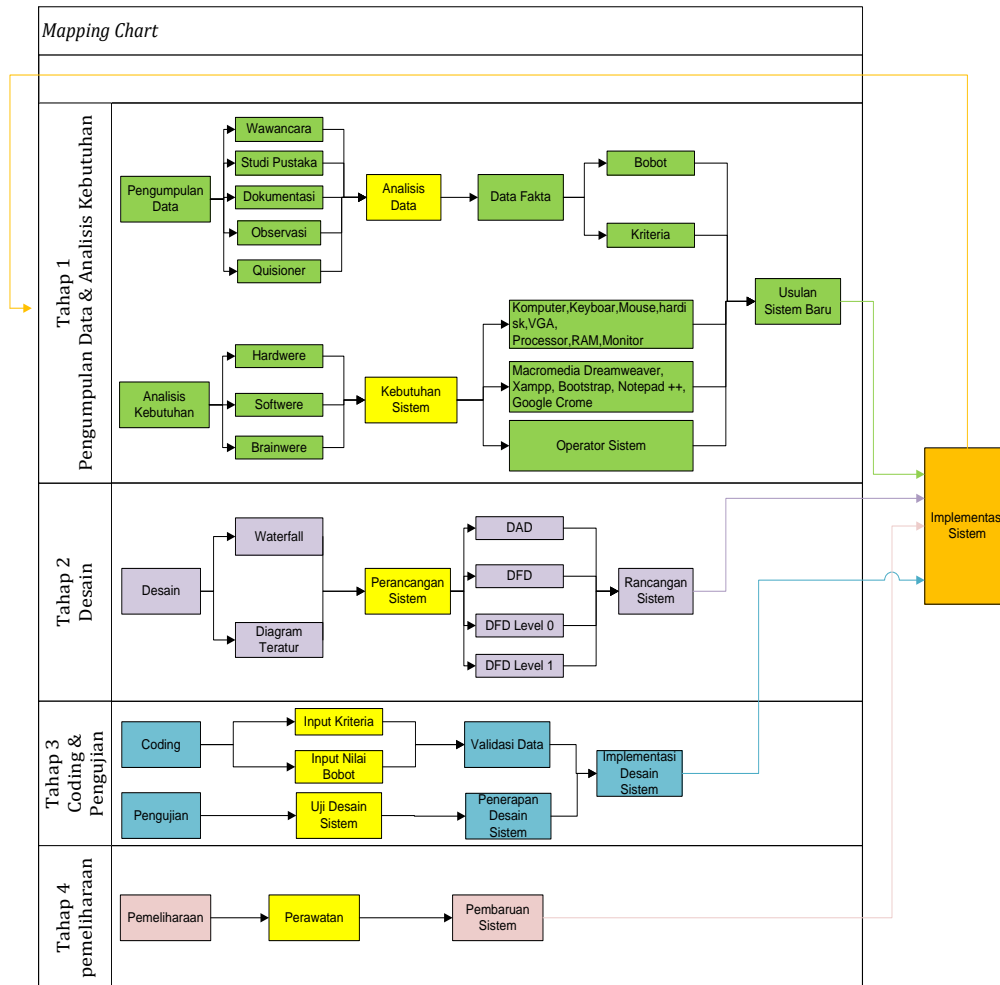 Mapping Chart
Tahap 1
Pengumpulan Data & Analisis Kebutuhan
Pengumpulan
Data
Wawancara
Studi Pustaka
Dokumentasi
Observasi
Quisioner
Analisis
Data
Data Fakta
Bobot
Kriteria
Usulan
Sistem Baru
Analisis
Kebutuhan
Hardwere
Softwere
Brainwere
Kebutuhan
Sistem
Komputer,Keyboar,Mouse,hardi
sk,VGA,
Processor,RAM,Monitor
Macromedia Dreamweaver,
Xampp, Bootstrap, Notepad ++,
Google Crome
Operator Sistem
Tahap 2
Desain
Desain
Waterfall
Diagram
Teratur
Perancangan
Sistem
DAD
DFD
DFD Level 0
DFD Level 1
Rancangan
Sistem
Implementasi
Sistem
Tahap 3
Coding &
Pengujian
Coding
Input Kriteria
Input Nilai
Bobot
Validasi Data
Implementasi
Desain
Sistem
Pengujian
Uji Desain
Sistem
Penerapan
Desain
Sistem
Tahap 4
pemeliharaan
Pemeliharaan
Perawatan
Pembaruan
Sistem